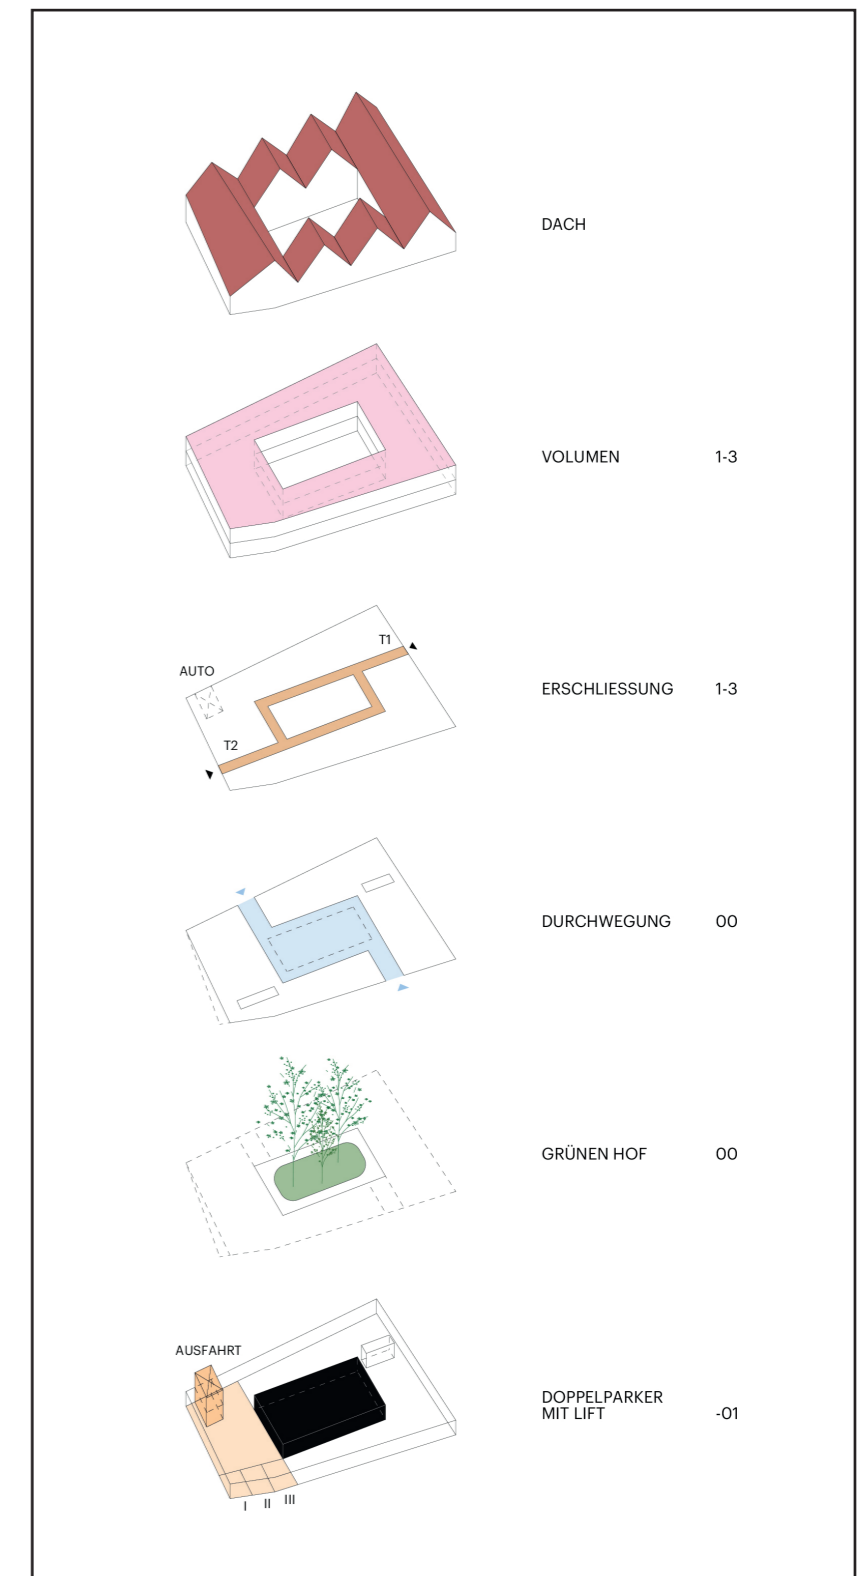 DACH
VOLUMEN 1-3
T1
AUTO
ERSCHLIESSUNG 1-3
T2
DURCHWEGUNG 00
GRÜNEN HOF 00
AUSFAHRT
DOPPELPARKER
MIT LIFT -01
I II III